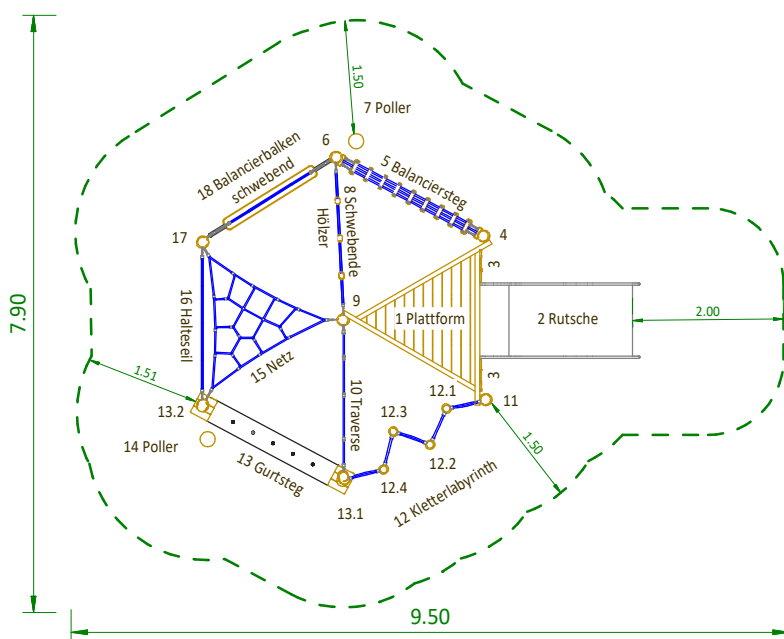 1.50
7 Poller
6
18 Balancierbalken
schwebend
5 Balanciersteg
8 Schwebende
Hölzer
4
17
3
9
1 Plattform
2 Rutsche
2.00
7.90
16 Halteseil
15 Netz
10 Traverse
3
12.1
11
12.3
1.51
13.2
12.2
1.50
14 Poller
13 Gurtsteg
12.4
12 Kletterlabyrinth
13.1
9.50